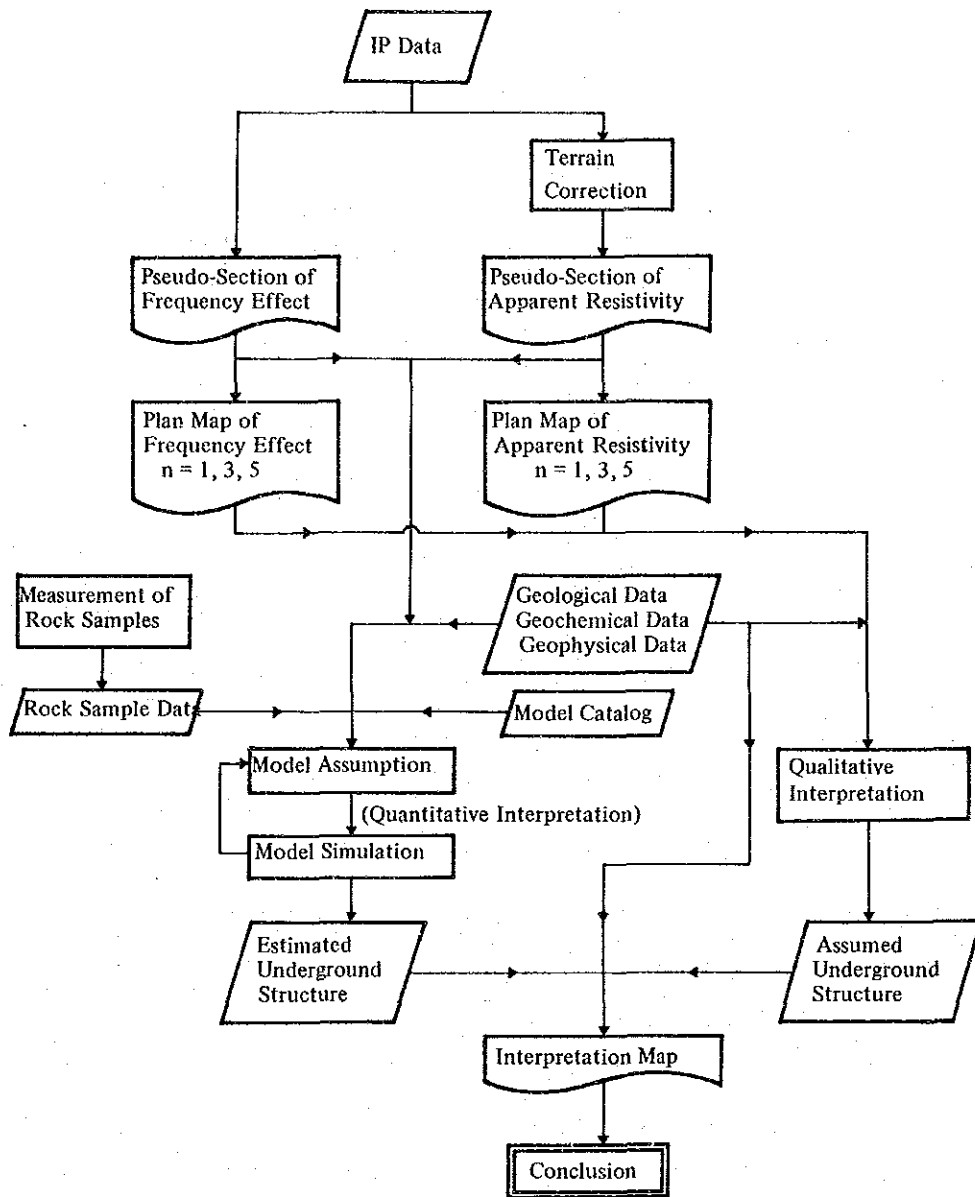 IP Data
Terrain
Correction
Pseudo-Section of
Frequency Effect
Pseudo-Section of
Apparent Resistivity
Plan Map of
Frequency Effect
n = 1, 3, 5
Plan Map of
Apparent Resistivity
n = 1, 3, 5
Measurement of
Rock Samples
Geological Data
Geochemical Data
Geophysical Data
Rock Sample Data
Model Catalog
Model Assumption
(Quantitative Interpretation)
Model Simulation
Qualitative
Interpretation
Estimated
Underground
Structure
Assumed
Underground
Structure
Interpretation Map
Conclusion